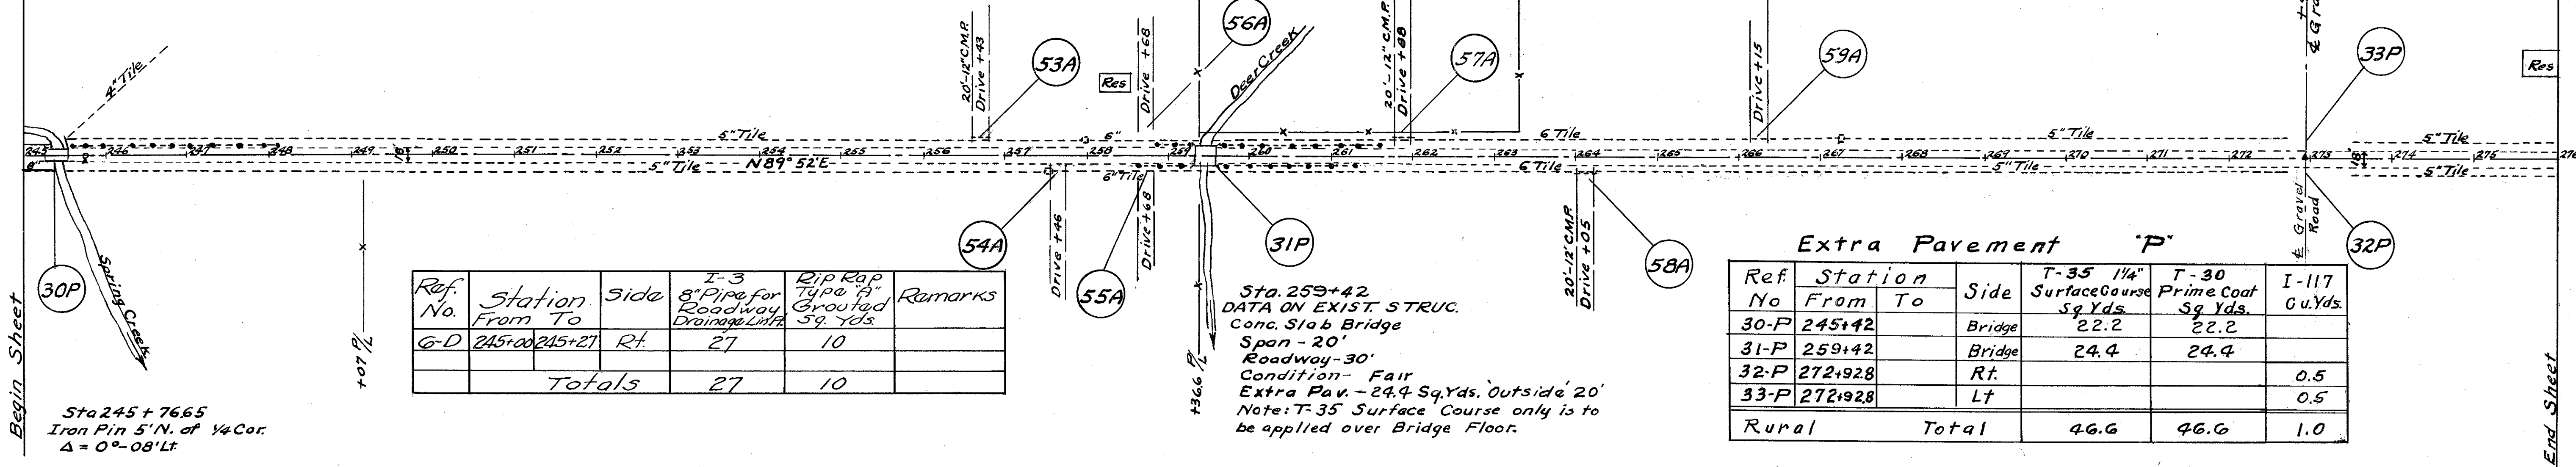 4" Tile
20'-12" C.M.P.
Drive +43
53A
Res
Drive +68
56A
Deer Creek
20'-12" C.M.P.
Drive +88
57A
Drive +15
59A
33P
Res
5" Tile
6"
6 Tile
5" Tile
5" Tile
245 246 247 248 249 250 251 252 253 254 255 256 257 258 259 260 261 262 263 264 265 266 267 268 269 270 271 272 273 274 275 276
8"
18'
18'
5" Tile
N 89° 52' E
6" Tile
6 Tile
5" Tile
5" Tile
30P
Spring Creek
+07 P/L
54A
Drive +46
55A
Drive +68
+36.6 P/L
31P
20'-12" C.M.P.
Drive +05
58A
₠ Gravel
Road
32P
Begin Sheet
End Sheet
Sta 245 + 76.65
Iron Pin 5' N. of 1/4 Cor.
Δ = 0°-08' Lt.
Ref. No. Station From To Side I-3 8" Pipe for Roadway Drainage Lin.Ft. Rip Rap Type "A" Grouted Sq. Yds. Remarks
G-D 245+00 245+27 Rt. 27 10
Totals 27 10
Sta. 259+42
DATA ON EXIST. STRUC.
Conc. Slab Bridge
Span - 20'
Roadway - 30'
Condition - Fair
Extra Pav. - 24.4 Sq. Yds. 'Outside' 20'
Note: T-35 Surface Course only is to
be applied over Bridge Floor.
Extra Pavement "P"
Ref. No Station From To Side T-35 1¼" Surface Course Sq Yds. T-30 Prime Coat Sq. Yds. I-117 Cu.Yds.
30-P 245+42 Bridge 22.2 22.2
31-P 259+42 Bridge 24.4 24.4
32-P 272+92.8 Rt. 0.5
33-P 272+92.8 Lt 0.5
Rural Total 46.6 46.6 1.0